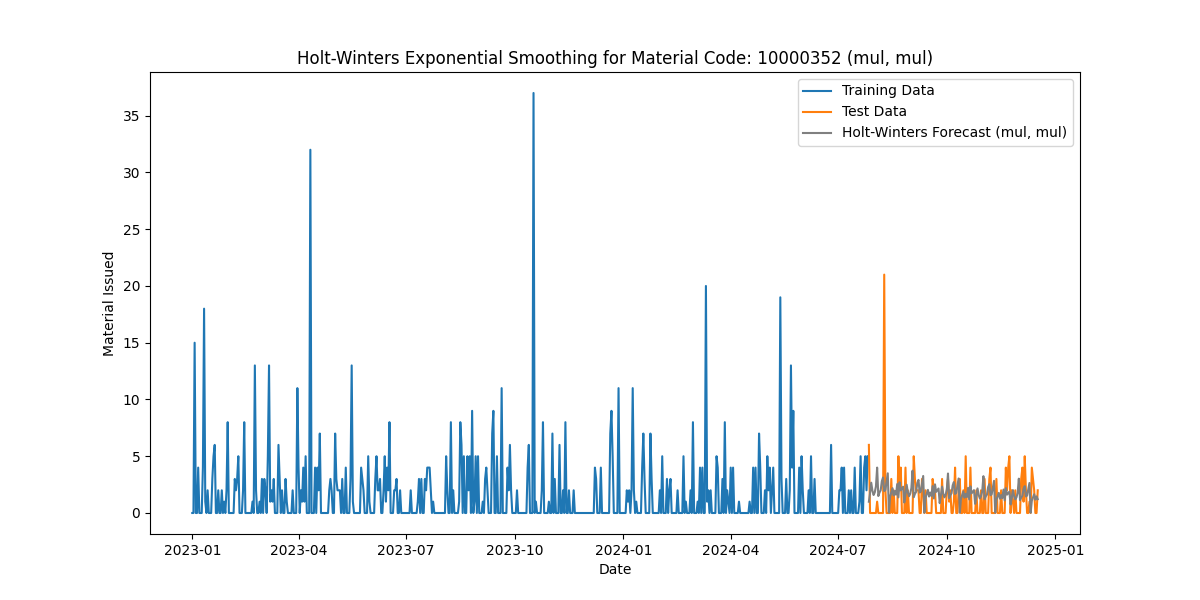 Holt-Winters Exponential Smoothing for Material Code: 10000352 (mul, mul)
Training Data
Test Data
Holt-Winters Forecast (mul, mul)
Material Issued
35
30
25
20
15
10
5
0
2023-01
2023-04
2023-07
2023-10
2024-01
2024-04
2024-07
2024-10
2025-01
Date